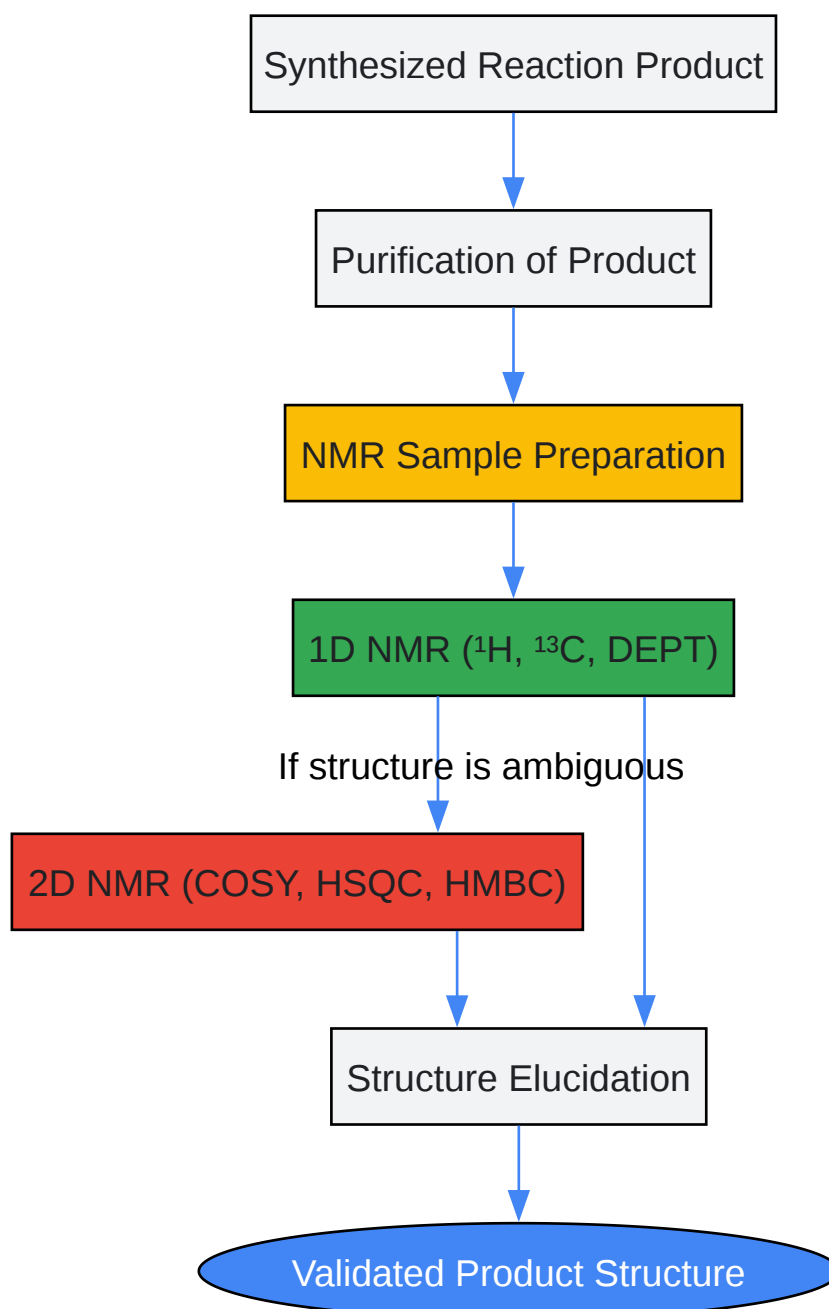 Synthesized Reaction Product
Purification of Product
NMR Sample Preparation
1D NMR (¹H, ¹³C, DEPT)
If structure is ambiguous
2D NMR (COSY, HSQC, HMBC)
Structure Elucidation
Validated Product Structure